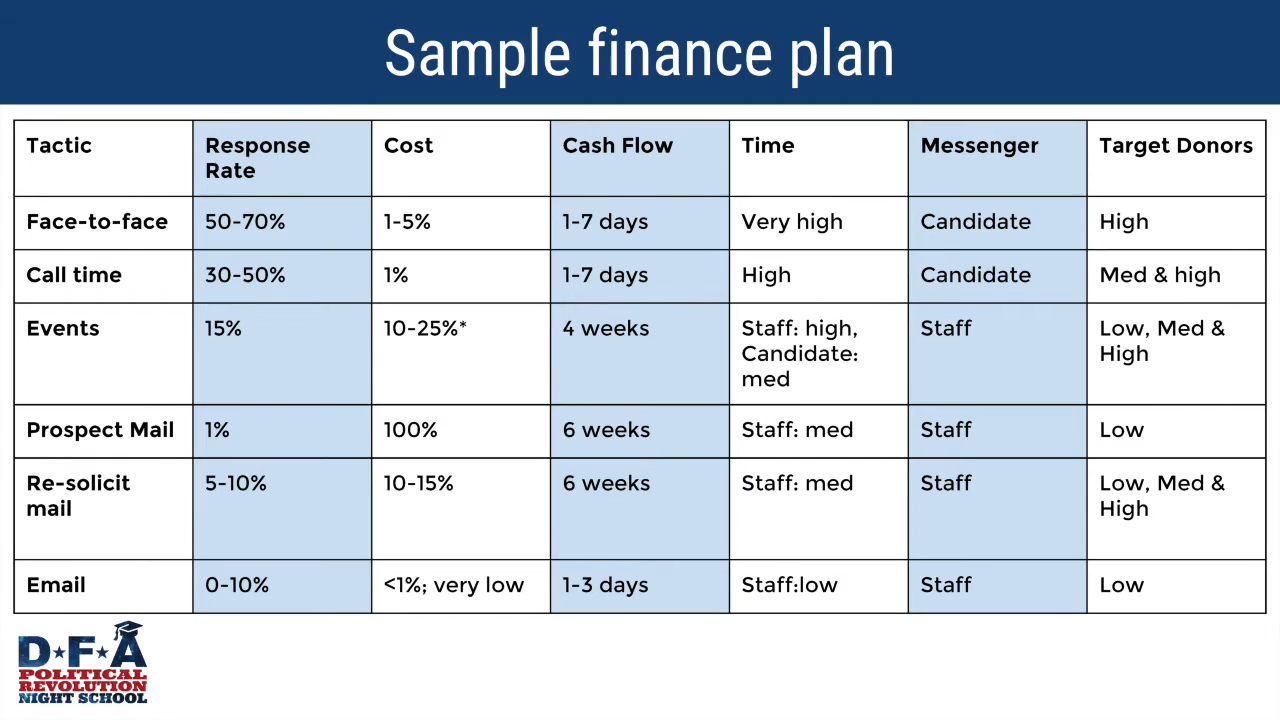 Sample finance plan
Tactic
Response
Rate
Cost
Cash Flow
Time
Messenger
Target Donors
Face-to-face
50-70%
1-5%
1-7 days
Very high
Candidate
High
Call time
30-50%
1%
1-7 days
High
Candidate
Med & high
Events
15%
10-25%*
4 weeks
Staff: high,
Candidate:
med
Staff
Low, Med &
High
Prospect Mail
1%
100%
6 weeks
Staff: med
Staff
Low
Re-solicit
mail
5-10%
10-15%
6 weeks
Staff: med
Staff
Low, Med &
High
Email
0-10%
<1%; very low
1-3 days
Staff:low
Staff
Low
D★F★A
POLITICAL
REVOLUTION
NIGHT SCHOOL